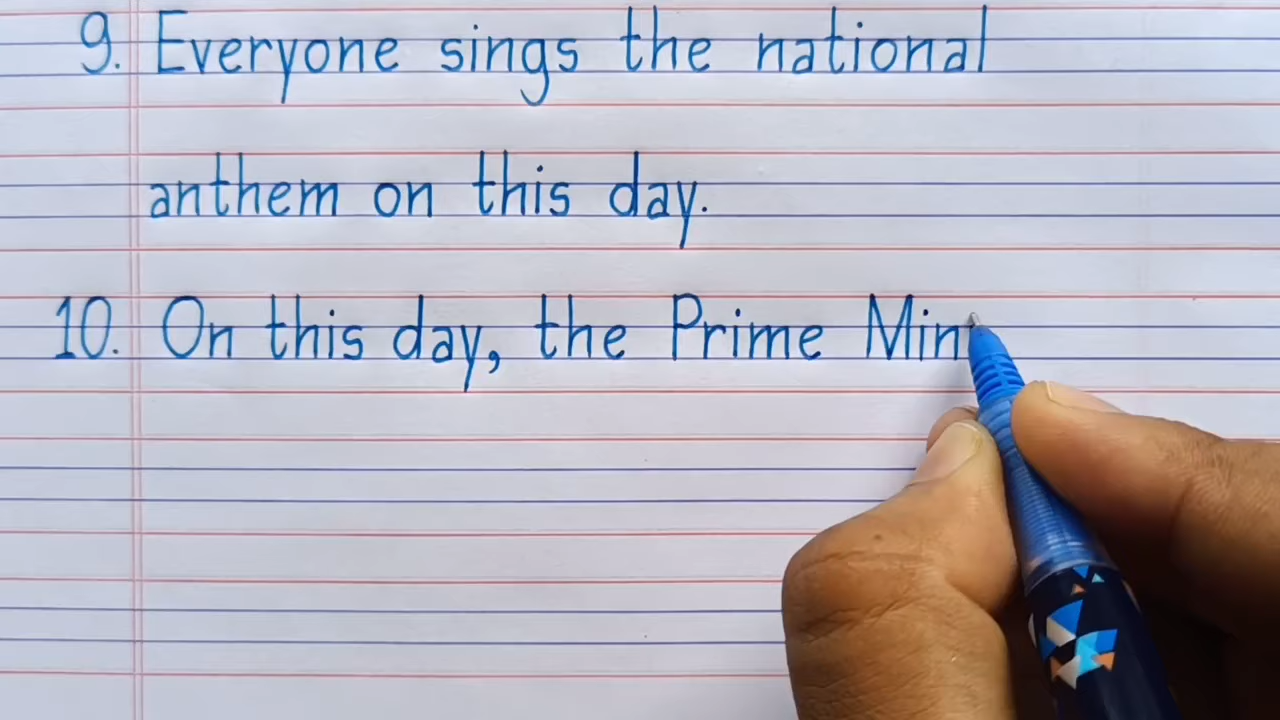 9. Everyone sings the national
anthem on this day.
10. On this day, the Prime Min